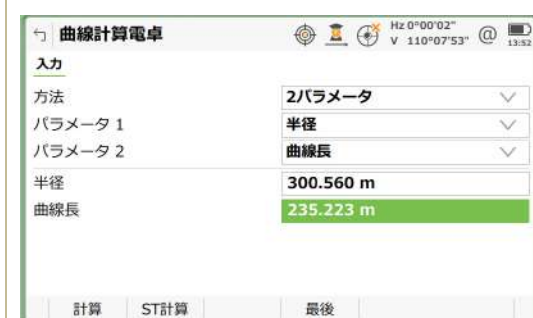 曲線計算電卓
Hz 0°00'02"
V 110°07'53"
@
13:52
入力
方法 2パラメータ
パラメータ 1 半径
パラメータ 2 曲線長
半径 300.560 m
曲線長 235.223 m
計算 ST計算 最後